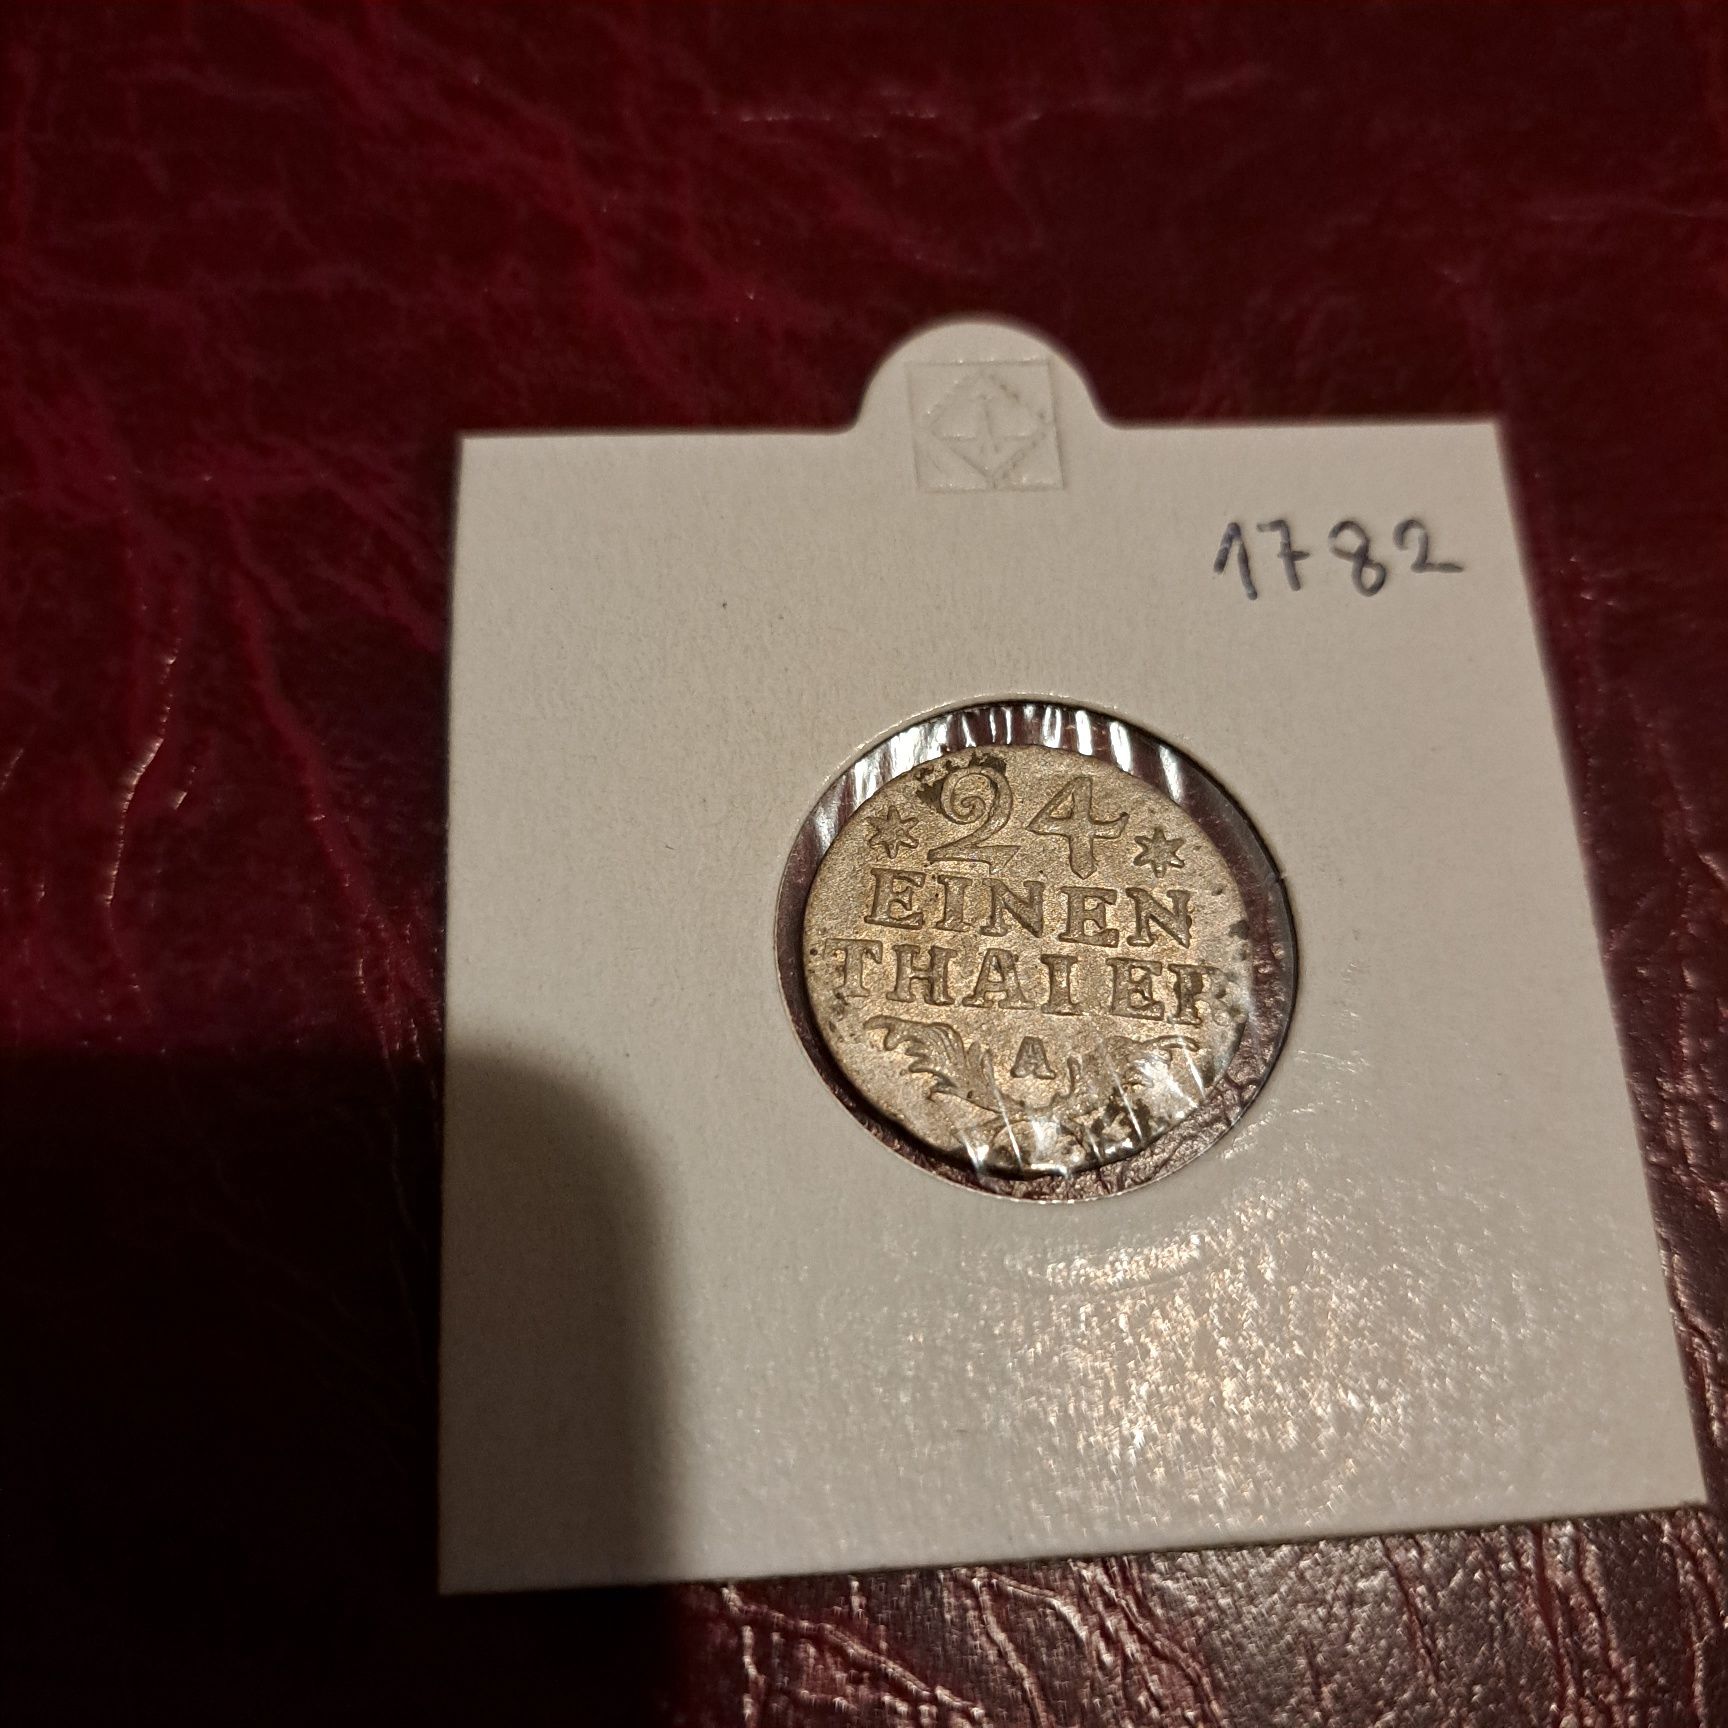 1782
24
EINEN
THALER
A